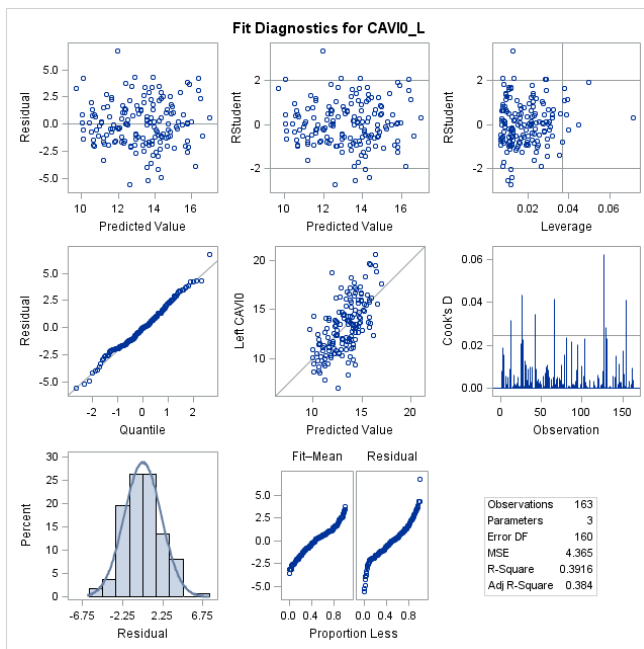 Fit Diagnostics for CAVI0_L
Residual
5.0
2.5
0.0
-2.5
-5.0
10 12 14 16
Predicted Value
RStudent
2
0
-2
10 12 14 16
Predicted Value
RStudent
2
0
-2
0.02 0.04 0.06
Leverage
Residual
5.0
2.5
0.0
-2.5
-5.0
-2 -1 0 1 2
Quantile
Left CAVI0
20
18
16
14
12
10
10 15 20
Predicted Value
Cook's D
0.06
0.04
0.02
0.00
0 50 100 150
Observation
Percent
30
25
20
15
10
5
0
-6.75 -2.25 2.25 6.75
Residual
Fit–Mean Residual
5.0
2.5
0.0
-2.5
-5.0
0.0 0.4 0.8 0.0 0.4 0.8
Proportion Less
Observations 163
Parameters 3
Error DF 160
MSE 4.365
R-Square 0.3916
Adj R-Square 0.384